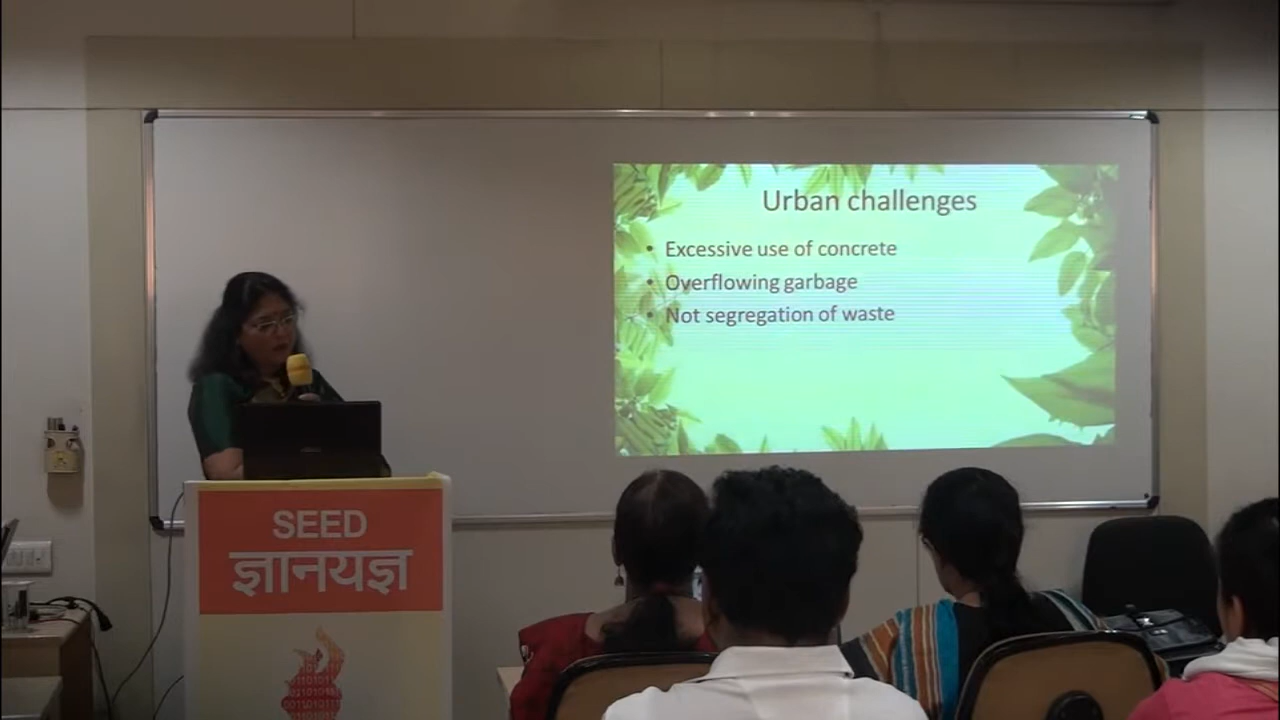 Urban challenges
• Excessive use of concrete
• Overflowing garbage
• Not segregation of waste
SEED
ज्ञानयज्ञ